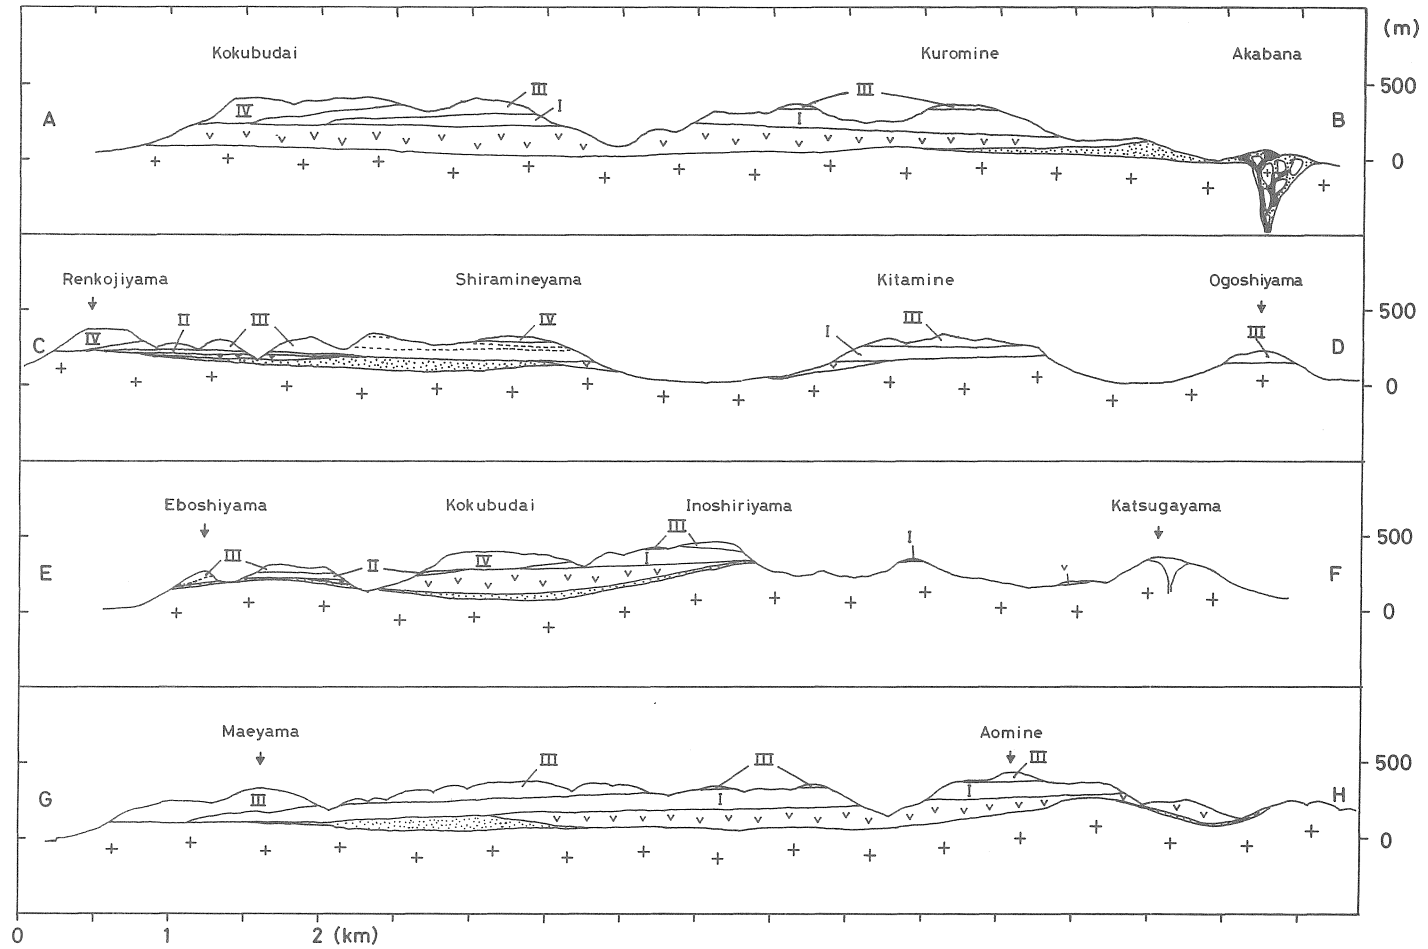 (m)
Kokubudai Kuromine Akabana
III III 500
IV I
A I B
0
Renkojiyama Shiramineyama Kitamine Ogoshiyama
II III IV III 500
C IV I III D
0
Eboshiyama Kokubudai Inoshiriyama Katsugayama
III I 500
III II IV I
E F
0
Maeyama Aomine
III III III 500
G III I I H
0
0 1 2 (km)